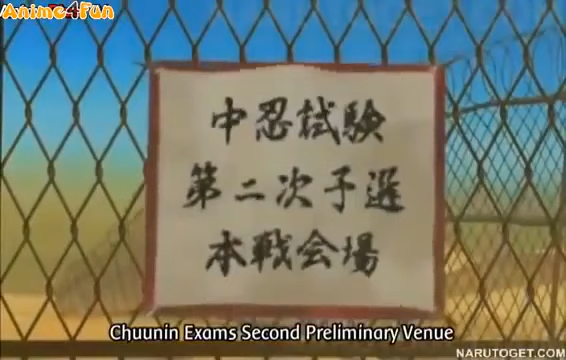 Anime4Fun
中忍試験
第二次予選
本戦会場
Chuunin Exams Second Preliminary Venue
NARUTOGET.COM